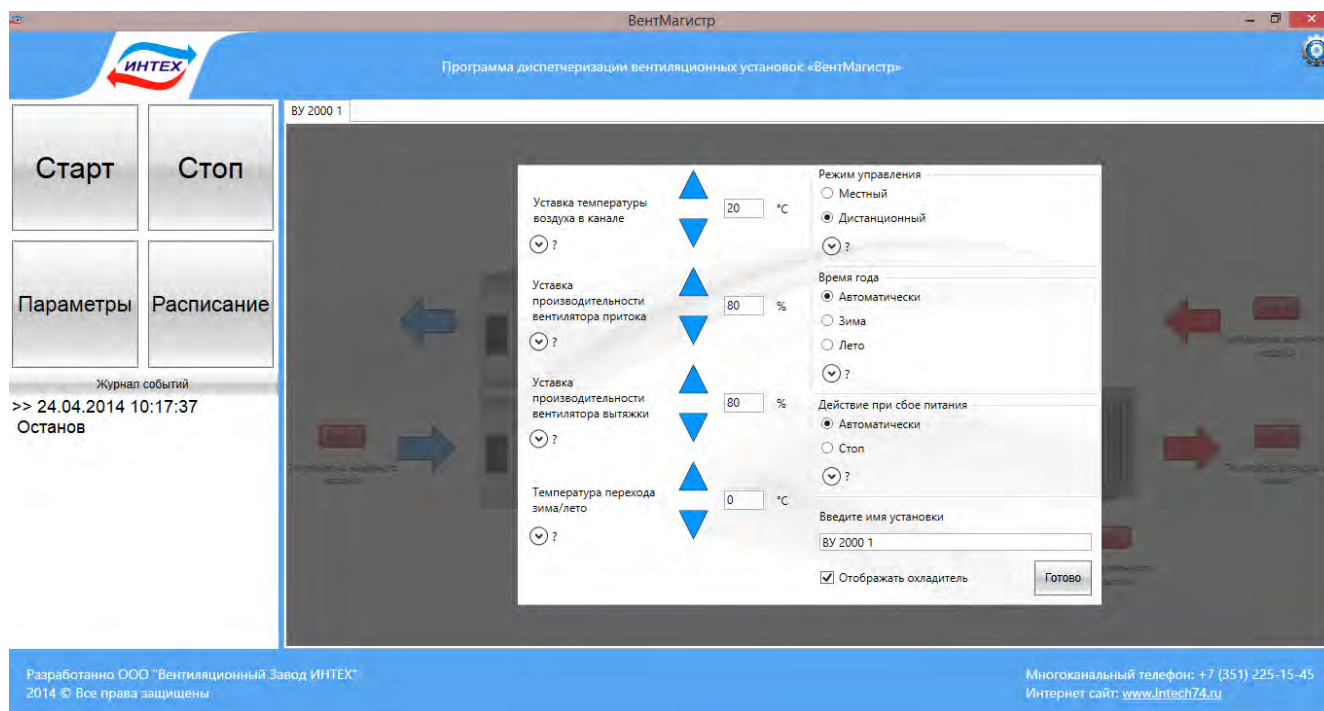 ВентМагистр
ИНТЕХ
Программа диспетчеризации вентиляционных установок «ВентМагистр»
ВУ 2000 1
Старт
Стоп
Параметры
Расписание
Журнал событий
>> 24.04.2014 10:17:37
Останов
Уставка температуры
воздуха в канале
20 °C
?
Уставка
производительности
вентилятора притока
80 %
?
Уставка
производительности
вентилятора вытяжки
80 %
?
Температура перехода
зима/лето
0 °C
?
Режим управления
Местный
Дистанционный
?
Время года
Автоматически
Зима
Лето
?
Действие при сбое питания
Автоматически
Стоп
?
Введите имя установки
ВУ 2000 1
Отображать охладитель
Готово
Разработанно ООО "Вентиляционный Завод ИНТЕХ"
2014 © Все права защищены
Многоканальный телефон: +7 (351) 225-15-45
Интернет сайт: www.Intech74.ru